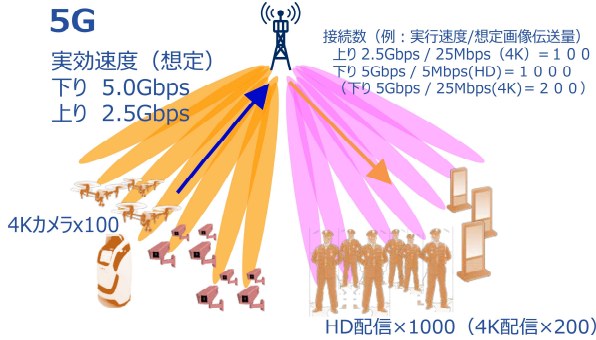 5G
実効速度（想定）
下り 5.0Gbps
上り 2.5Gbps
接続数（例：実行速度/想定画像伝送量）
上り 2.5Gbps / 25Mbps（4K）＝１００
下り 5Gbps / 5Mbps(HD)＝１０００
（下り 5Gbps / 25Mbps(4K)＝２００）
4Kカメラx100
HD配信×1000（4K配信×200）